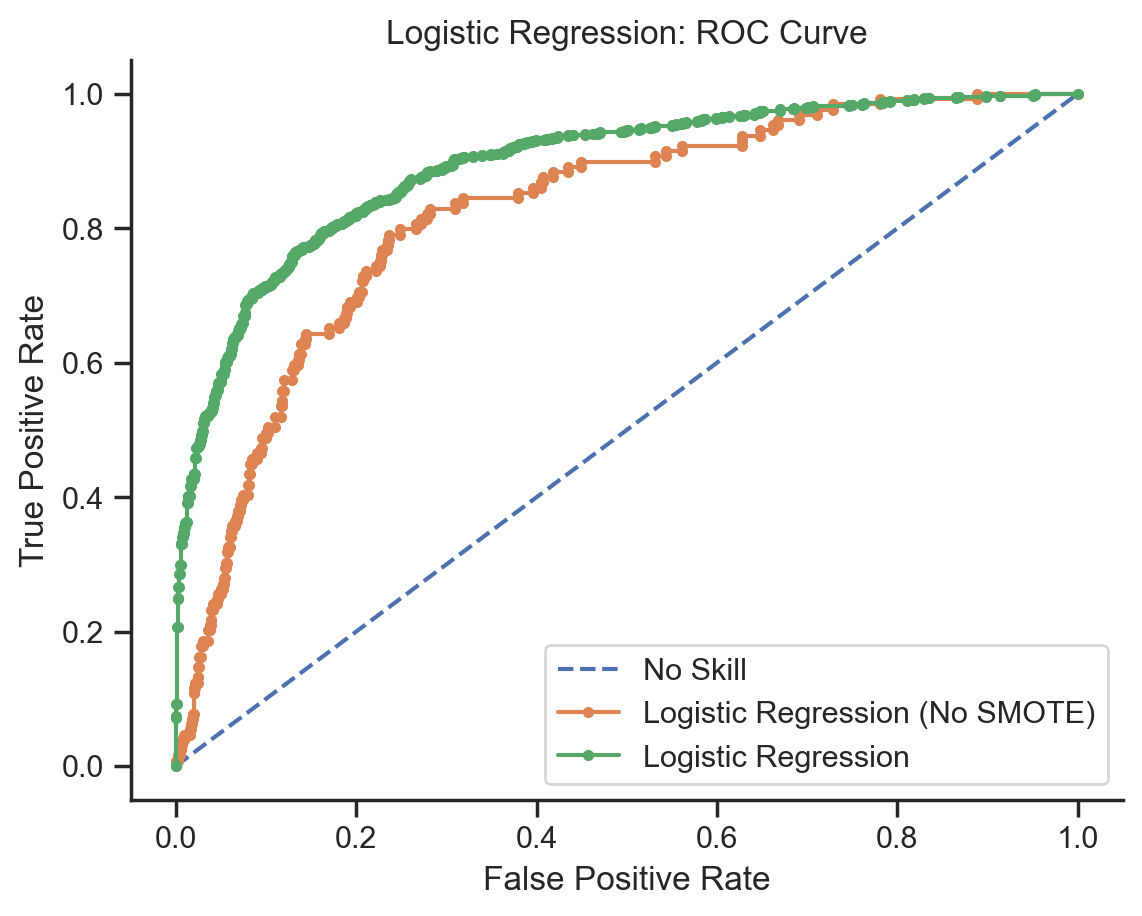 Logistic Regression: ROC Curve
1.0
0.8
0.6
0.4
0.2
0.0
True Positive Rate
No Skill
Logistic Regression (No SMOTE)
Logistic Regression
0.0 0.2 0.4 0.6 0.8 1.0
False Positive Rate